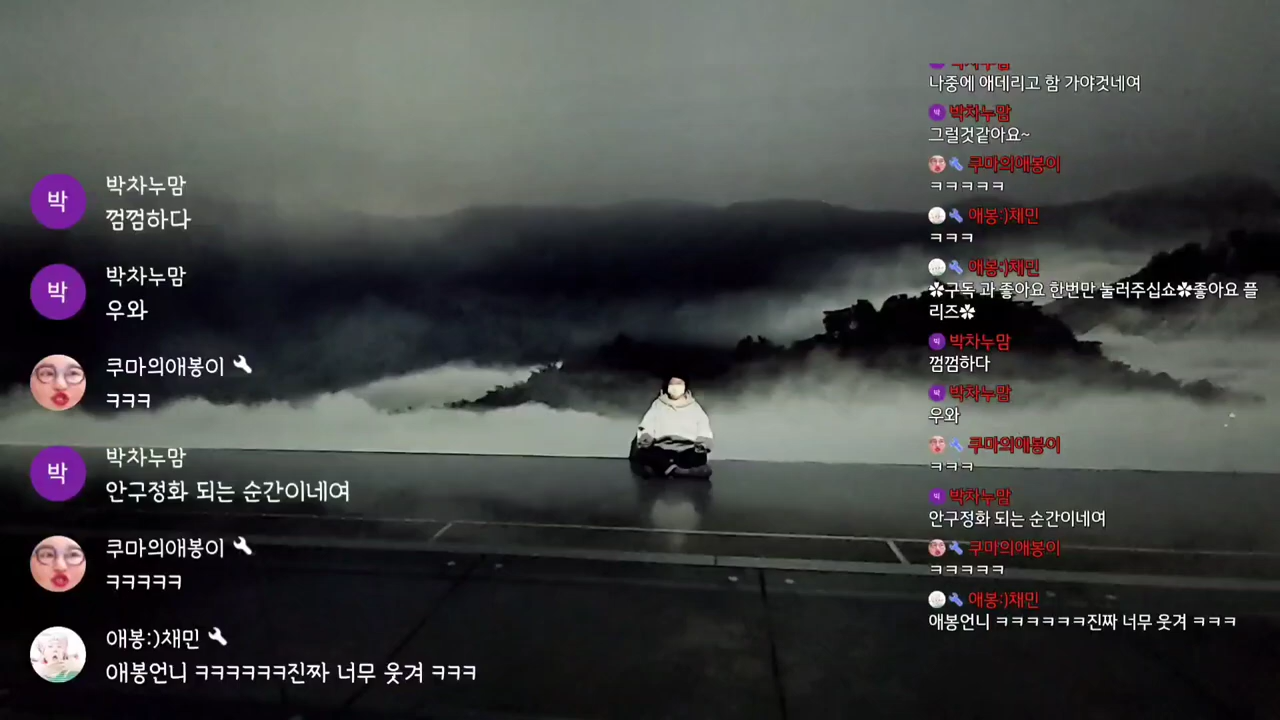 박
박차누맘
껌껌하다
박
박차누맘
우와
쿠마의애봉이
ㅋㅋㅋ
박
박차누맘
안구정화 되는 순간이네여
쿠마의애봉이
ㅋㅋㅋㅋㅋ
애봉:)채민
애봉언니 ㅋㅋㅋㅋㅋㅋ진짜 너무 웃겨 ㅋㅋㅋ
나중에 애데리고 함 가야것네여
박 박차누맘
그럴것같아요~
쿠마의애봉이
ㅋㅋㅋㅋㅋ
애봉:)채민
ㅋㅋㅋ
애봉:)채민
✽구독 과 좋아요 한번만 눌러주십쇼✽좋아요 플
리즈✽
박 박차누맘
껌껌하다
박 박차누맘
우와
쿠마의애봉이
ㅋㅋㅋ
박 박차누맘
안구정화 되는 순간이네여
쿠마의애봉이
ㅋㅋㅋㅋㅋ
애봉:)채민
애봉언니 ㅋㅋㅋㅋㅋㅋ진짜 너무 웃겨 ㅋㅋㅋ